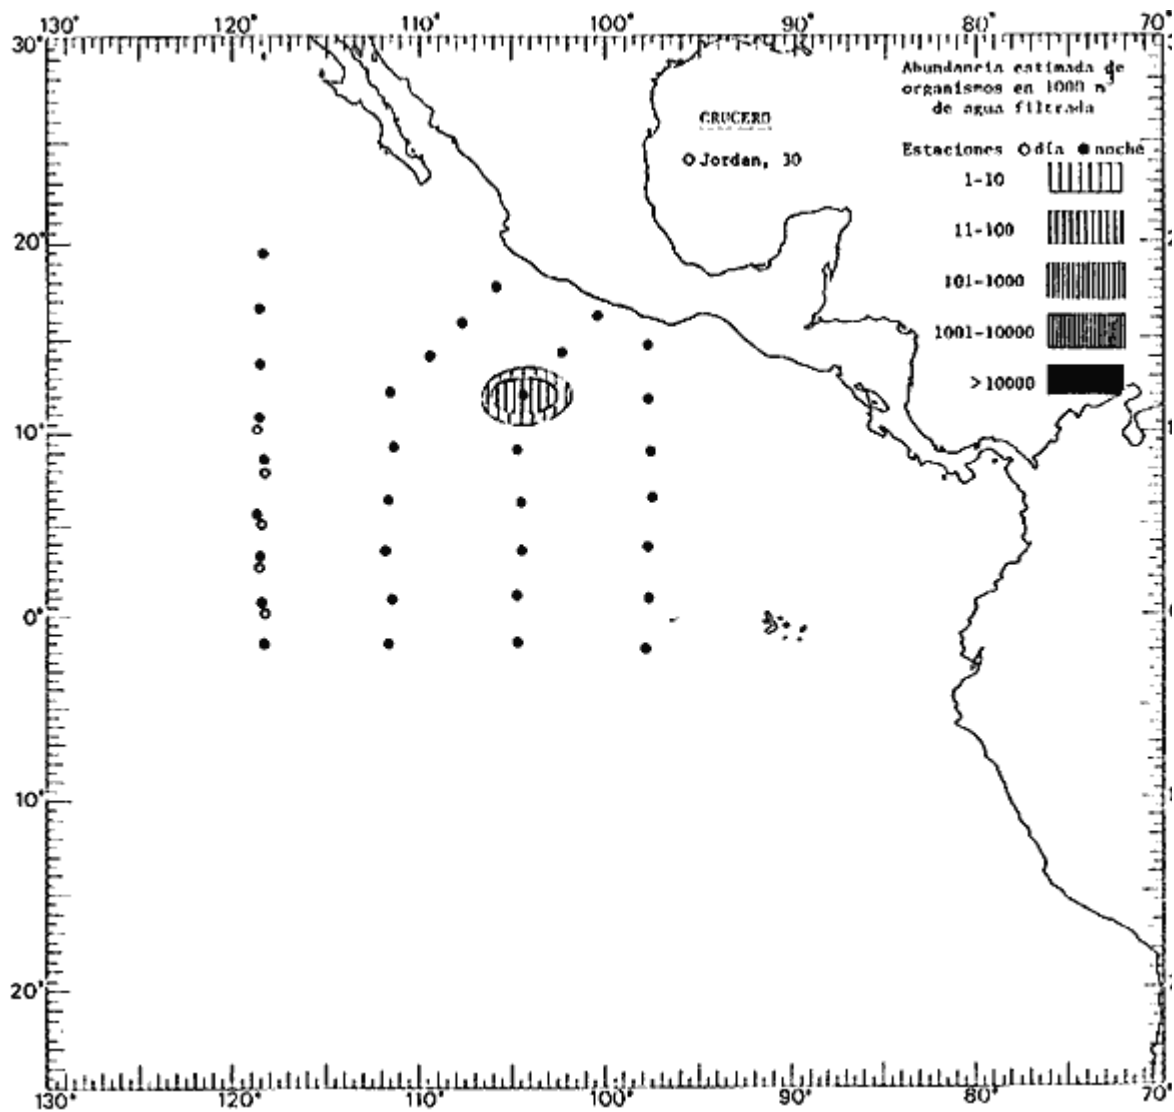 130° 120° 110° 100° 90° 80° 70°
30°
Abundancia estimada de
organismos en 1000 m³
de agua filtrada
CRUCERO
Jordan, 30
Estaciones día noche
1-10
11-100
101-1000
1001-10000
>10000
20°
10°
0°
10°
20°
130° 120° 110° 100° 90° 80° 70°